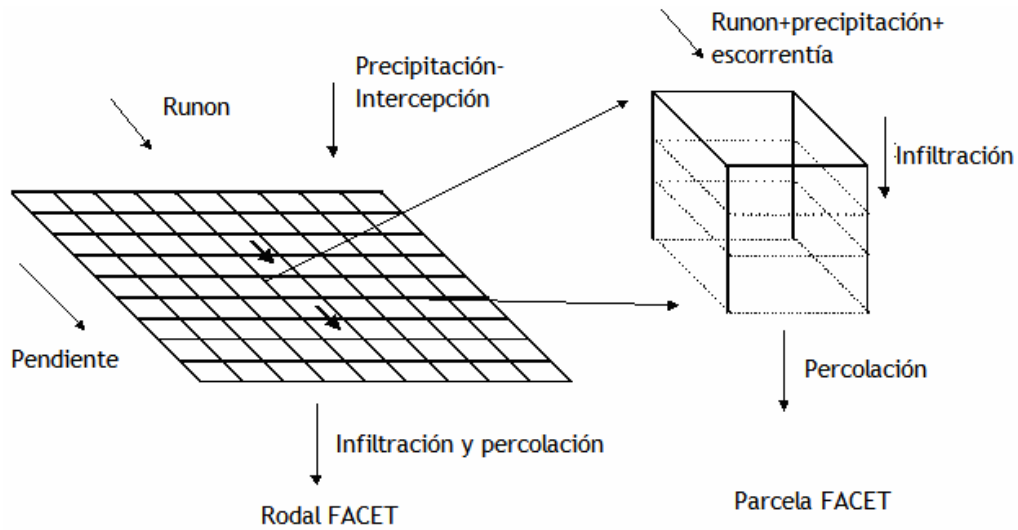 Runon+precipitación+
escorrentía
Precipitación-
Intercepción
Runon
Infiltración
Pendiente
Percolación
Infiltración y percolación
Rodal FACET
Parcela FACET